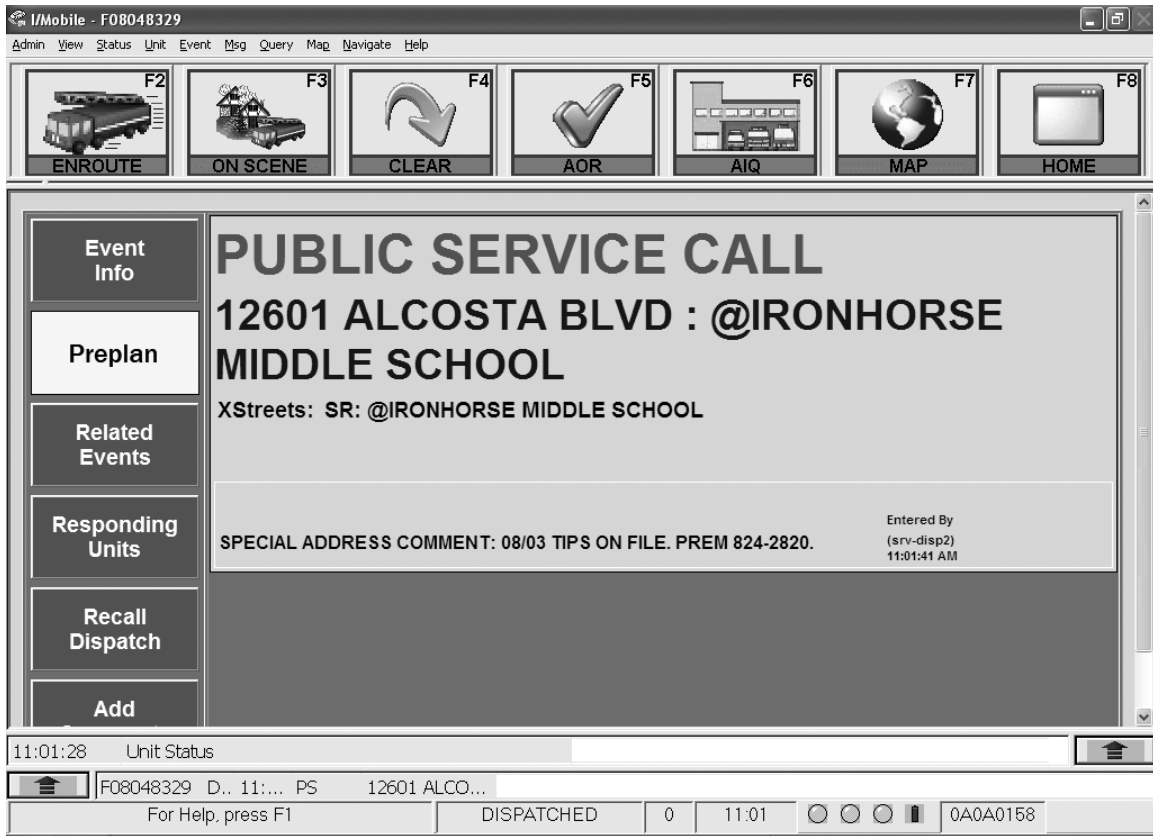 I/Mobile - F08048329
Admin View Status Unit Event Msg Query Map Navigate Help
F2 F3 F4 F5 F6 F7 F8
ENROUTE ON SCENE CLEAR AOR AIQ MAP HOME
Event
Info
Preplan
Related
Events
Responding
Units
Recall
Dispatch
Add
PUBLIC SERVICE CALL
12601 ALCOSTA BLVD : @IRONHORSE
MIDDLE SCHOOL
XStreets: SR: @IRONHORSE MIDDLE SCHOOL
SPECIAL ADDRESS COMMENT: 08/03 TIPS ON FILE. PREM 824-2820.
Entered By
(srv-disp2)
11:01:41 AM
11:01:28 Unit Status
F08048329 D.. 11:... PS 12601 ALCO...
For Help, press F1 DISPATCHED 0 11:01 0A0A0158